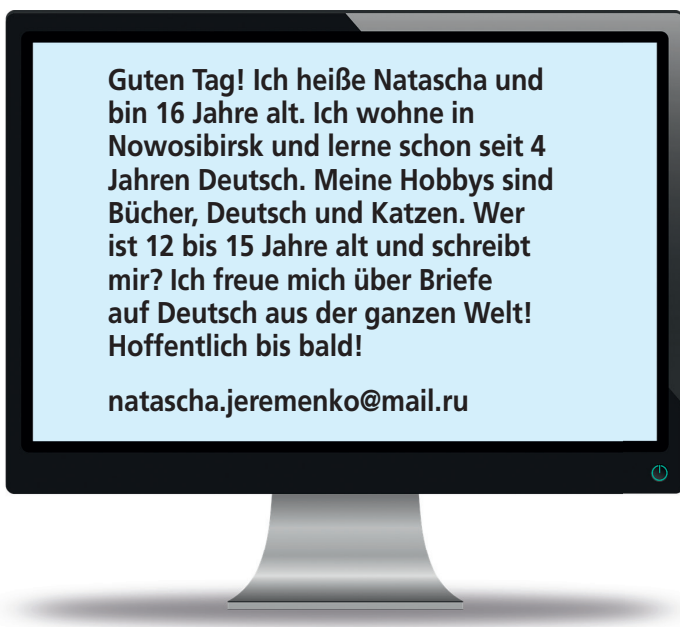 Guten Tag! Ich heiße Natascha und
bin 16 Jahre alt. Ich wohne in
Nowosibirsk und lerne schon seit 4
Jahren Deutsch. Meine Hobbys sind
Bücher, Deutsch und Katzen. Wer
ist 12 bis 15 Jahre alt und schreibt
mir? Ich freue mich über Briefe
auf Deutsch aus der ganzen Welt!
Hoffentlich bis bald!
natascha.jeremenko@mail.ru